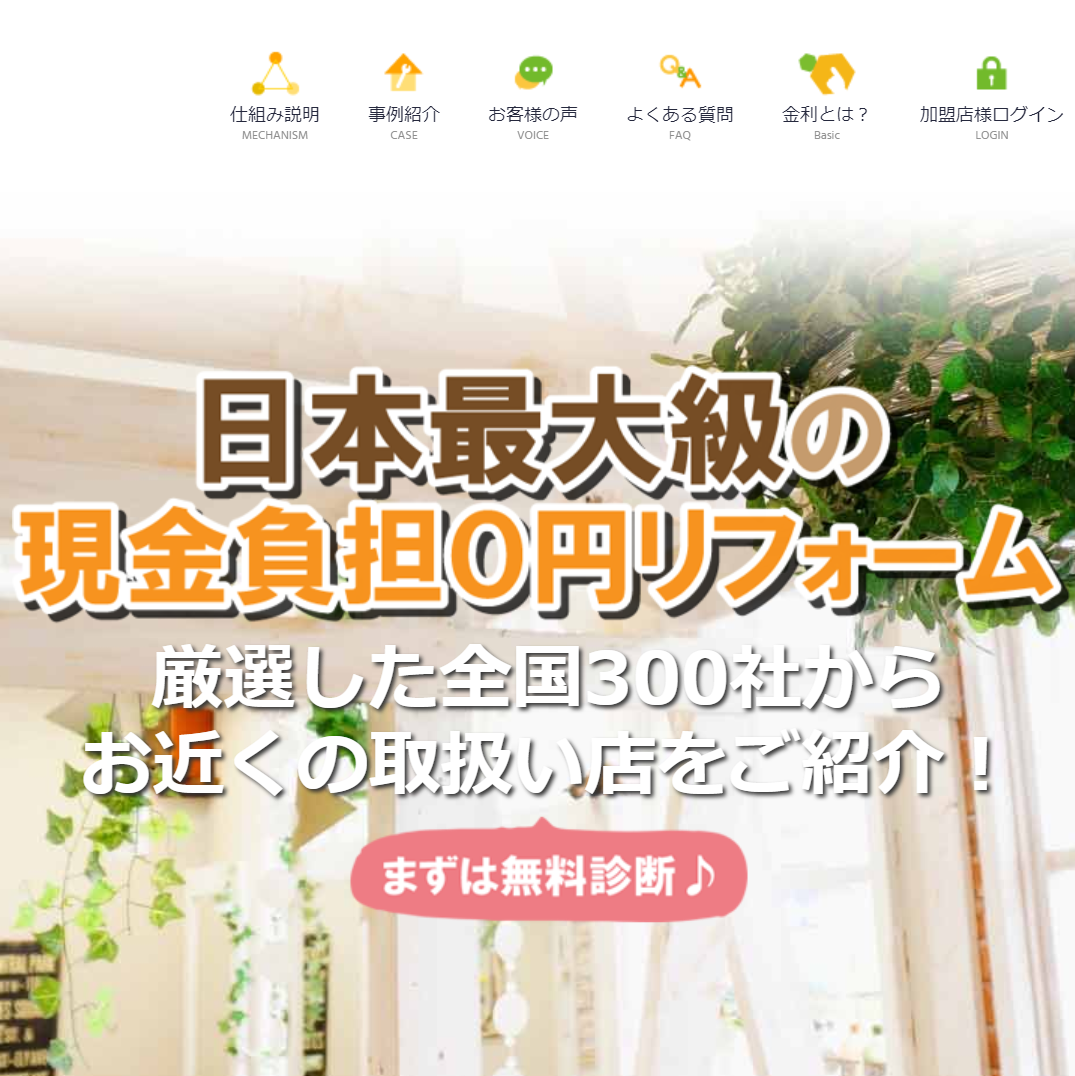 仕組み説明 事例紹介 お客様の声 よくある質問 金利とは？ 加盟店様ログイン
MECHANISM CASE VOICE FAQ Basic LOGIN
日本最大級の
現金負担0円リフォーム
厳選した全国300社から
お近くの取扱い店をご紹介！
まずは無料診断♪